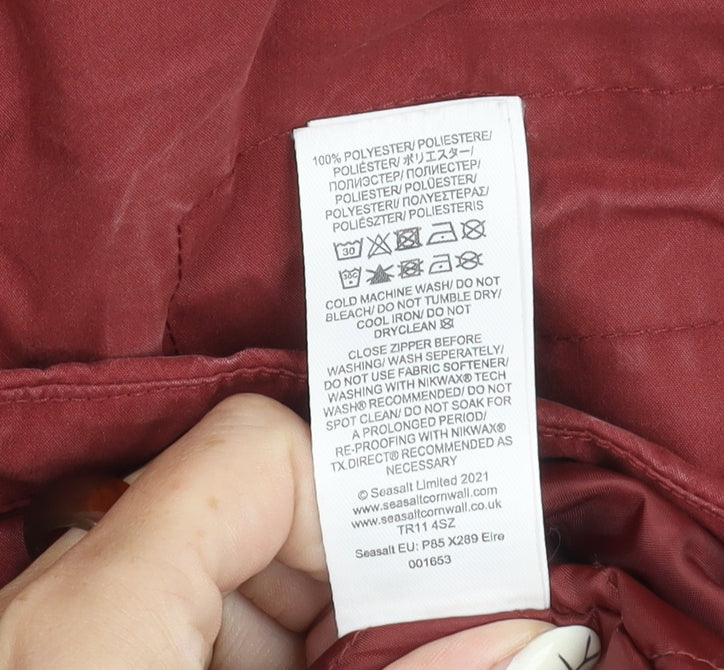 100% POLYESTER/ POLIESTERE/
POLIÉSTER/ ポリエステル/
ПОЛИЭСТЕР/ ПОЛИЕСТЕР/
POLIESTER/ POLÜESTER/
POLYESTERI/ ΠΟΛΥΕΣΤΕΡΑΣ/
POLIÉSZTER/ POLIESTERIS
30
30C
COLD MACHINE WASH/ DO NOT
BLEACH/ DO NOT TUMBLE DRY/
COOL IRON/ DO NOT
DRYCLEAN
CLOSE ZIPPER BEFORE
WASHING/ WASH SEPERATELY/
DO NOT USE FABRIC SOFTENER/
WASHING WITH NIKWAX® TECH
WASH® RECOMMENDED/ DO NOT
SPOT CLEAN/ DO NOT SOAK FOR
A PROLONGED PERIOD/
RE-PROOFING WITH NIKWAX®
TX.DIRECT® RECOMMENDED AS
NECESSARY
© Seasalt Limited 2021
www.seasaltcornwall.com
www.seasaltcornwall.co.uk
TR11 4SZ
Seasalt EU: P85 X289 Eire
001653